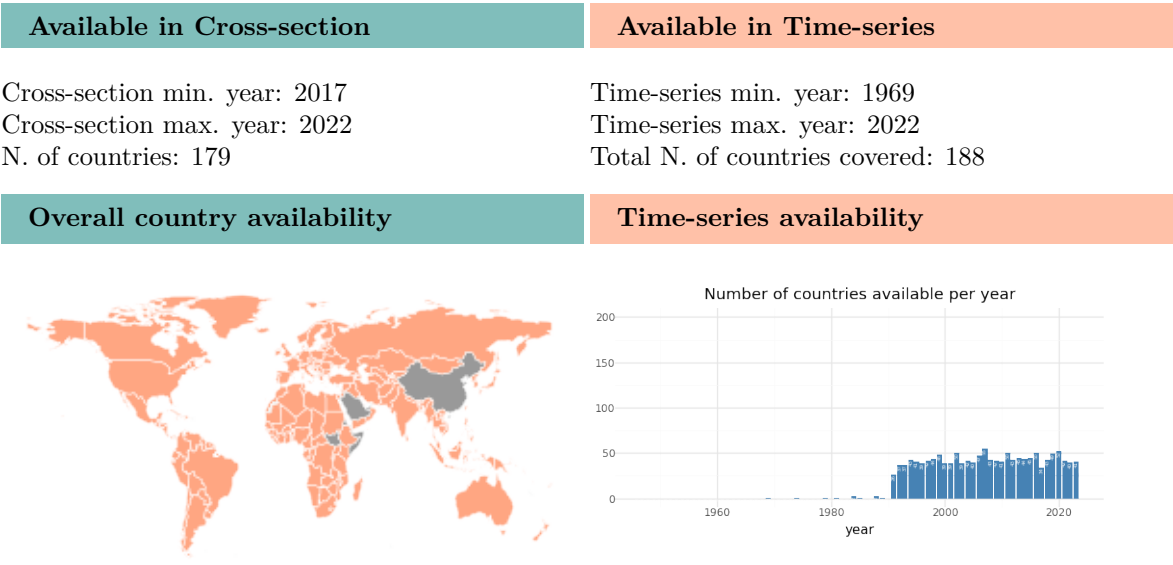 Available in Cross-section
Available in Time-series
Cross-section min. year: 2017
Cross-section max. year: 2022
N. of countries: 179
Time-series min. year: 1969
Time-series max. year: 2022
Total N. of countries covered: 188
Overall country availability
Time-series availability
Number of countries available per year
200
150
100
50
0
1960
1980
2000
2020
year